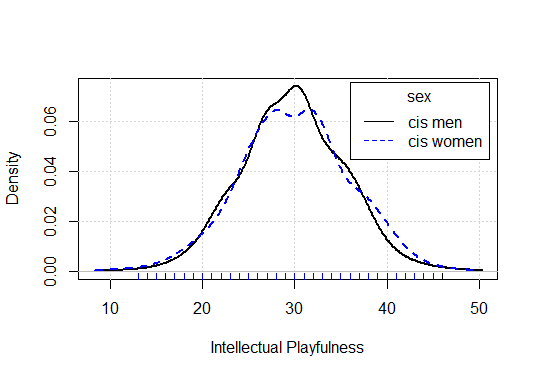 sex
cis men
cis women
Density
0.00 0.02 0.04 0.06
10 20 30 40 50
Intellectual Playfulness